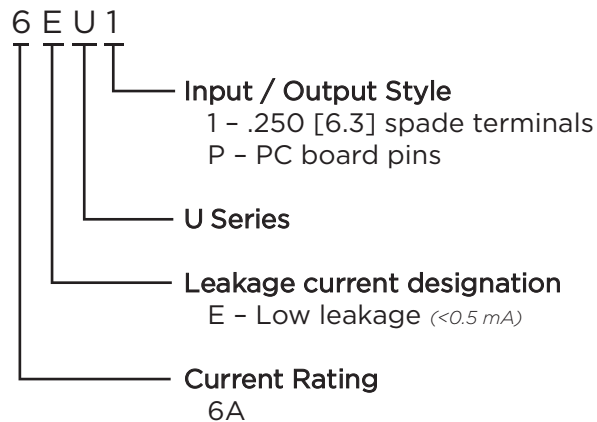 6 E U 1
Input / Output Style
1 – .250 [6.3] spade terminals
P – PC board pins
U Series
Leakage current designation
E – Low leakage (<0.5 mA)
Current Rating
6A